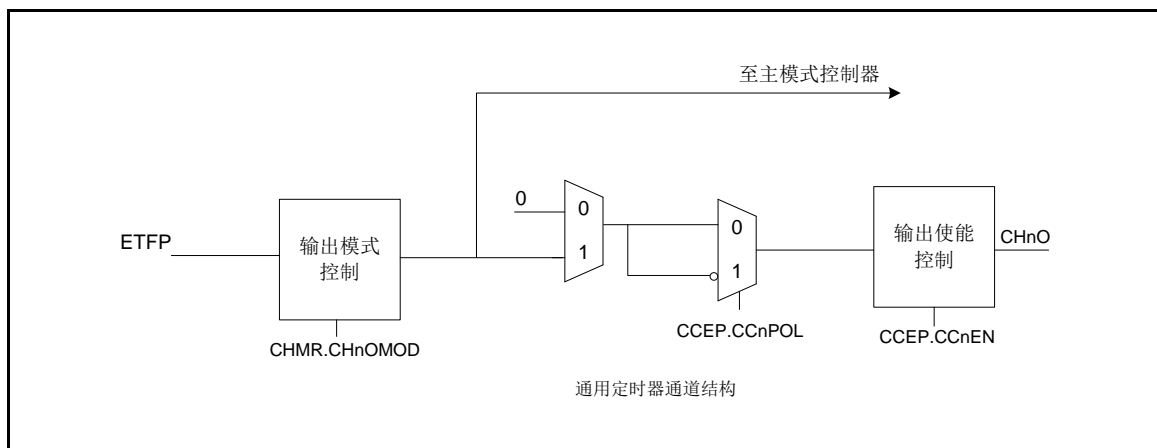 至主模式控制器
0
0
1
0
1
ETFP
输出模式
控制
输出使能
控制
CHnO
CHMR.CHnOMOD
CCEP.CCnPOL
CCEP.CCnEN
通用定时器通道结构